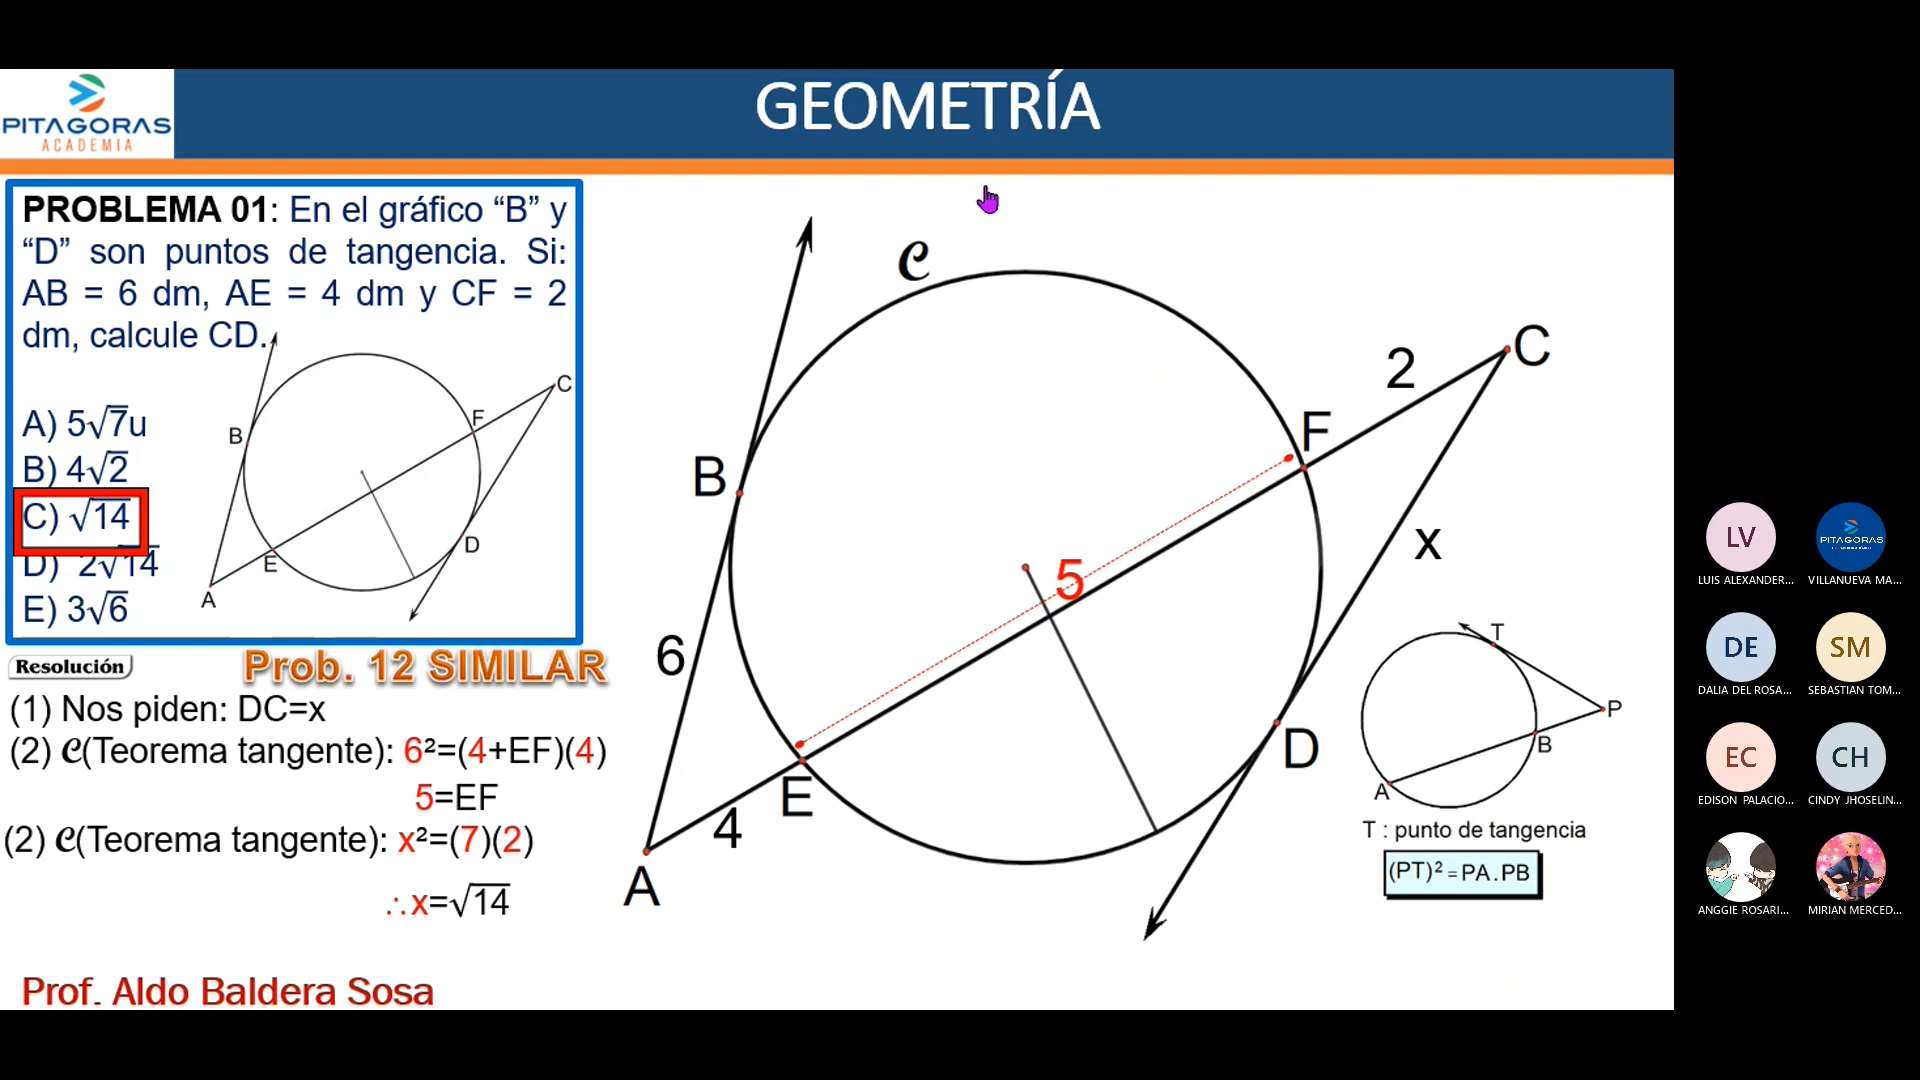 PITAGORAS
ACADEMIA
GEOMETRÍA
PROBLEMA 01: En el gráfico “B” y
“D” son puntos de tangencia. Si:
AB = 6 dm, AE = 4 dm y CF = 2
dm, calcule CD.
A) 5√7u
B) 4√2
C) √14
D) 2√14
E) 3√6
B
F
C
D
E
A
Resolución
Prob. 12 SIMILAR
(1) Nos piden: DC=x
(2) 𝓒(Teorema tangente): 6²=(4+EF)(4)
5=EF
(2) 𝓒(Teorema tangente): x²=(7)(2)
∴x=√14
Prof. Aldo Baldera Sosa
𝓒
C
2
F
B
x
5
6
D
E
4
A
T
P
B
A
T : punto de tangencia
(PT)² = PA . PB
LV
LUIS ALEXANDER...
PITAGORAS
VILLANUEVA MA...
DE
DALIA DEL ROSA...
SM
SEBASTIAN TOM...
EC
EDISON PALACIO...
CH
CINDY JHOSELIN...
ANGGIE ROSARI...
MIRIAN MERCED...